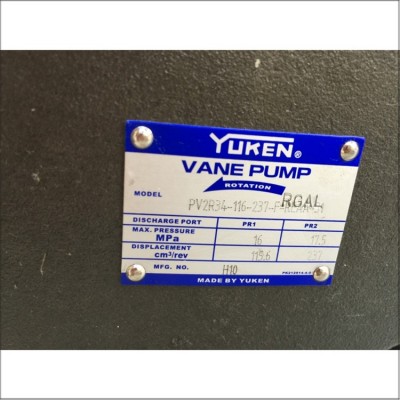 YUKEN®
VANE PUMP
ROTATION
MODEL PV2R34-116-237-F- RGAL
DISCHARGE PORT PR1 PR2
MAX. PRESSURE
MPa 16 17.5
DISPLACEMENT
cm³/rev 237
MFG. NO. H10
MADE BY YUKEN